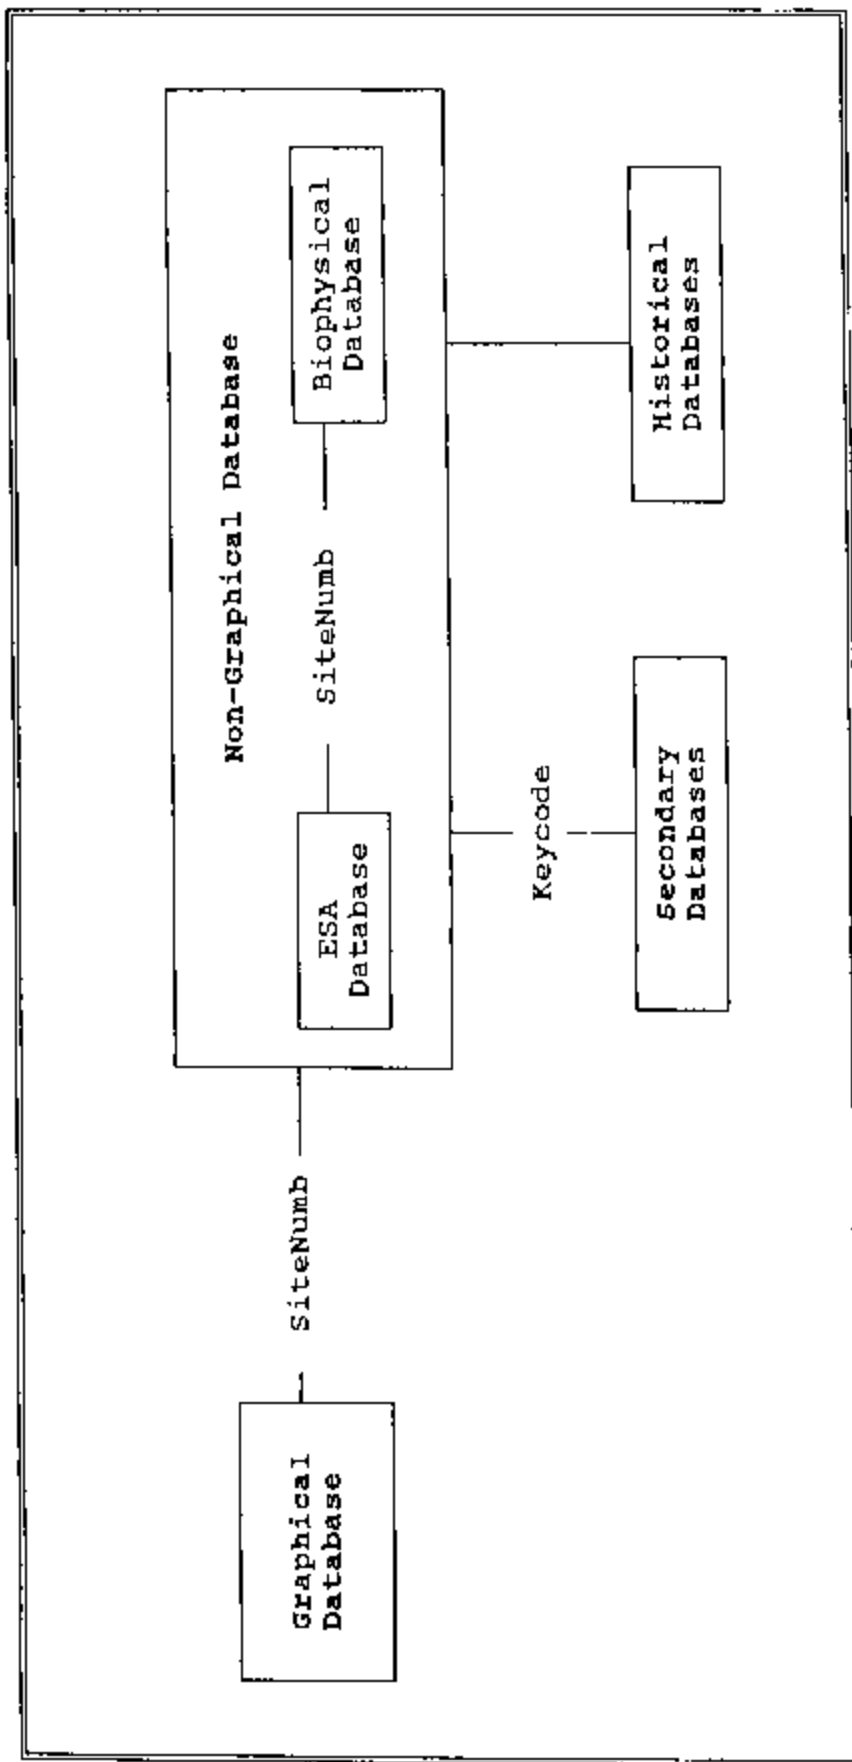 Non-Graphical Database
Graphical
Database
SiteNumb
ESA
Database
SiteNumb
Biophysical
Database
Keycode
Secondary
Databases
Historical
Databases